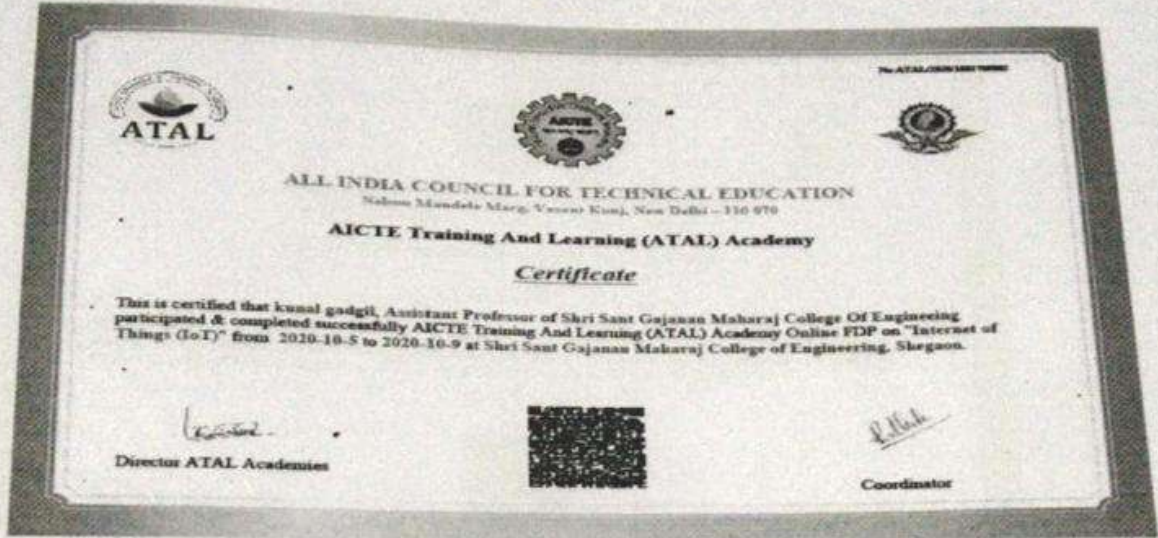 ATAL
AICTE
ALL INDIA COUNCIL FOR TECHNICAL EDUCATION
Nelson Mandela Marg, Vasant Kunj, New Delhi – 110 070
AICTE Training And Learning (ATAL) Academy
Certificate
This is certified that kunal gadgil, Assistant Professor of Shri Sant Gajanan Maharaj College Of Engineeing
participated & completed successfully AICTE Training And Learning (ATAL) Academy Online FDP on "Internet of
Things (IoT)" from 2020-10-5 to 2020-10-9 at Shri Sant Gajanan Maharaj College of Engineering, Shegaon.
Director ATAL Academies
Coordinator